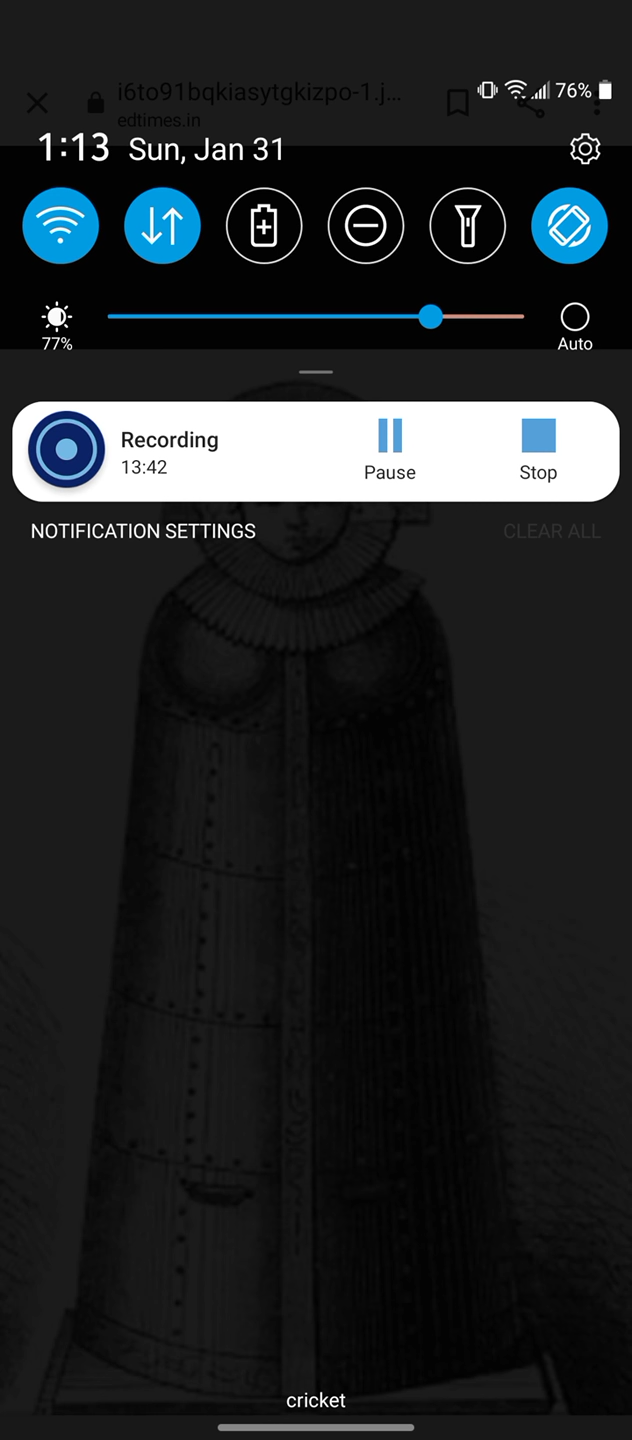 i6to91bqkiasytgkizpo-1.j...
edtimes.in
76%
1:13 Sun, Jan 31
77%
Auto
Recording
13:42
Pause
Stop
NOTIFICATION SETTINGS
CLEAR ALL
cricket